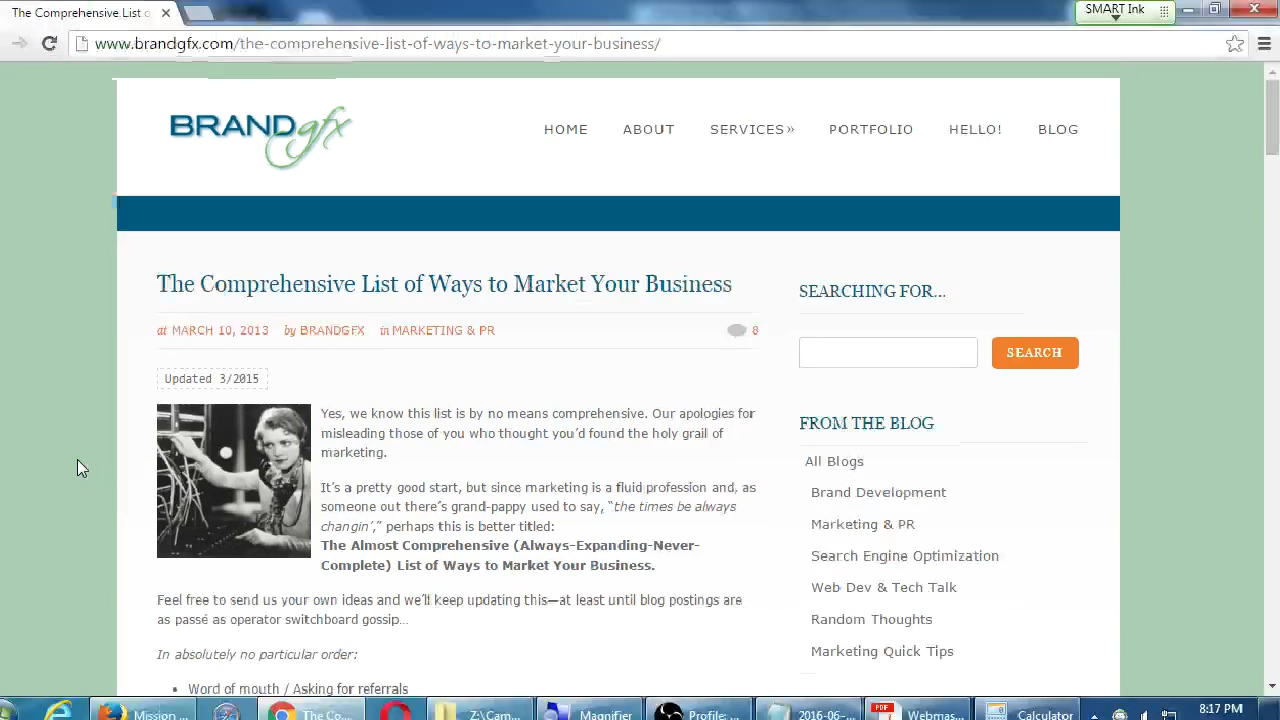 The Comprehensive List o
SMART Ink
www.brandgfx.com/the-comprehensive-list-of-ways-to-market-your-business/
BRANDgfx
HOME ABOUT SERVICES» PORTFOLIO HELLO! BLOG
The Comprehensive List of Ways to Market Your Business
at MARCH 10, 2013 by BRANDGFX in MARKETING & PR 8
Updated 3/2015
Yes, we know this list is by no means comprehensive. Our apologies for
misleading those of you who thought you'd found the holy grail of
marketing.
It's a pretty good start, but since marketing is a fluid profession and, as
someone out there's grand-pappy used to say, "the times be always
changin'," perhaps this is better titled:
The Almost Comprehensive (Always-Expanding-Never-
Complete) List of Ways to Market Your Business.
Feel free to send us your own ideas and we'll keep updating this—at least until blog postings are
as passé as operator switchboard gossip...
In absolutely no particular order:
• Word of mouth / Asking for referrals
SEARCHING FOR...
SEARCH
FROM THE BLOG
All Blogs
Brand Development
Marketing & PR
Search Engine Optimization
Web Dev & Tech Talk
Random Thoughts
Marketing Quick Tips
Mission ... The Co... Z:\Cam... Magnifier Profile: ... 2016-06-... PDF Webmas... Calculator 8:17 PM